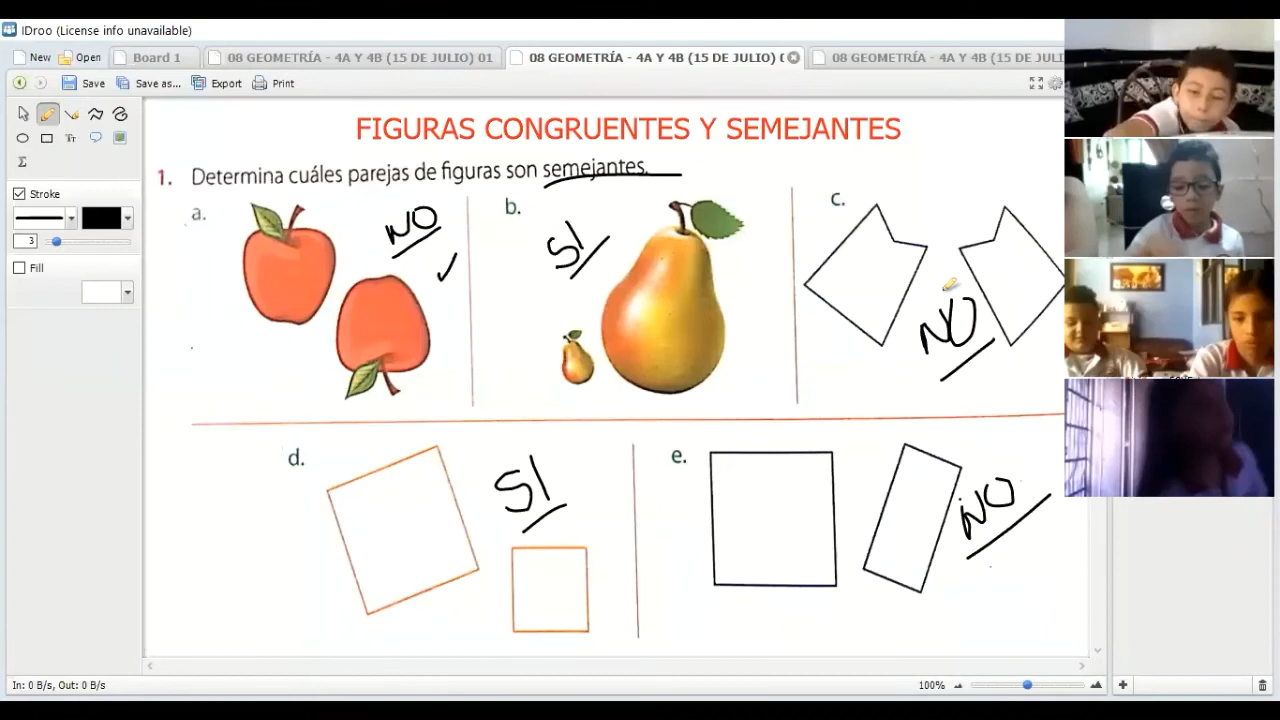 IDroo (License info unavailable)
New Open Board 1 08 GEOMETRÍA - 4A Y 4B (15 DE JULIO) 01 08 GEOMETRÍA - 4A Y 4B (15 DE JULIO) 08 GEOMETRÍA - 4A Y 4B (15 DE JUL
Save Save as... Export Print
Tт
Σ
Stroke
3
Fill
FIGURAS CONGRUENTES Y SEMEJANTES
1. Determina cuáles parejas de figuras son semejantes.
a. NO
b. SI
c. NO
d. SI
e. NO
In: 0 B/s, Out: 0 B/s
100%